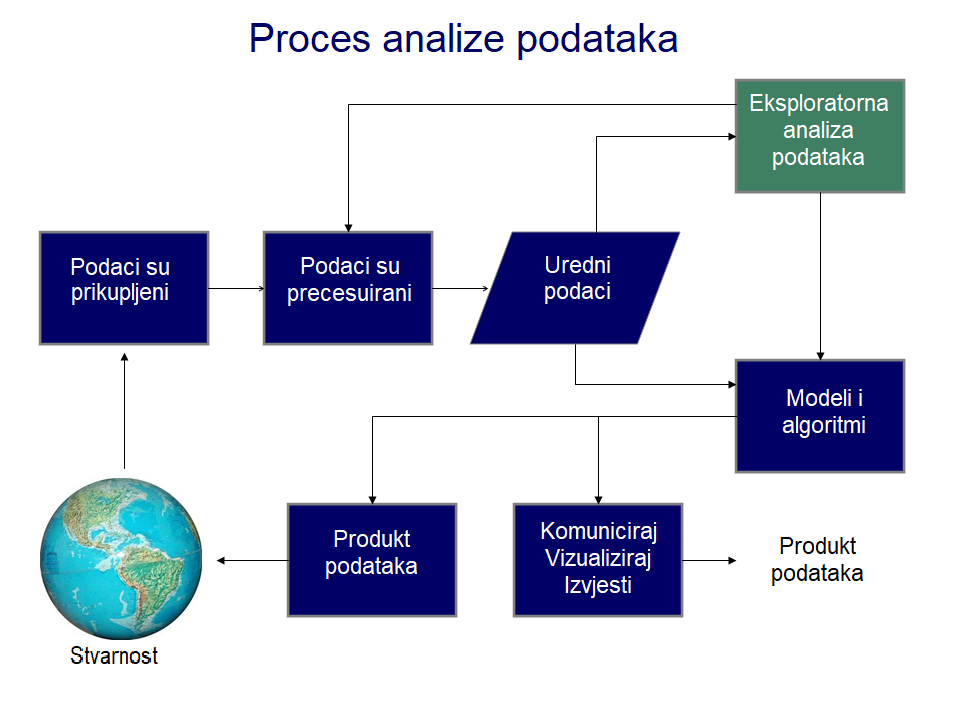 Proces analize podataka
Eksploratorna
analiza
podataka
Podaci su
prikupljeni
Podaci su
precesuirani
Uredni
podaci
Modeli i
algoritmi
Produkt
podataka
Komuniciraj
Vizualiziraj
Izvjesti
Produkt
podataka
Stvarnost